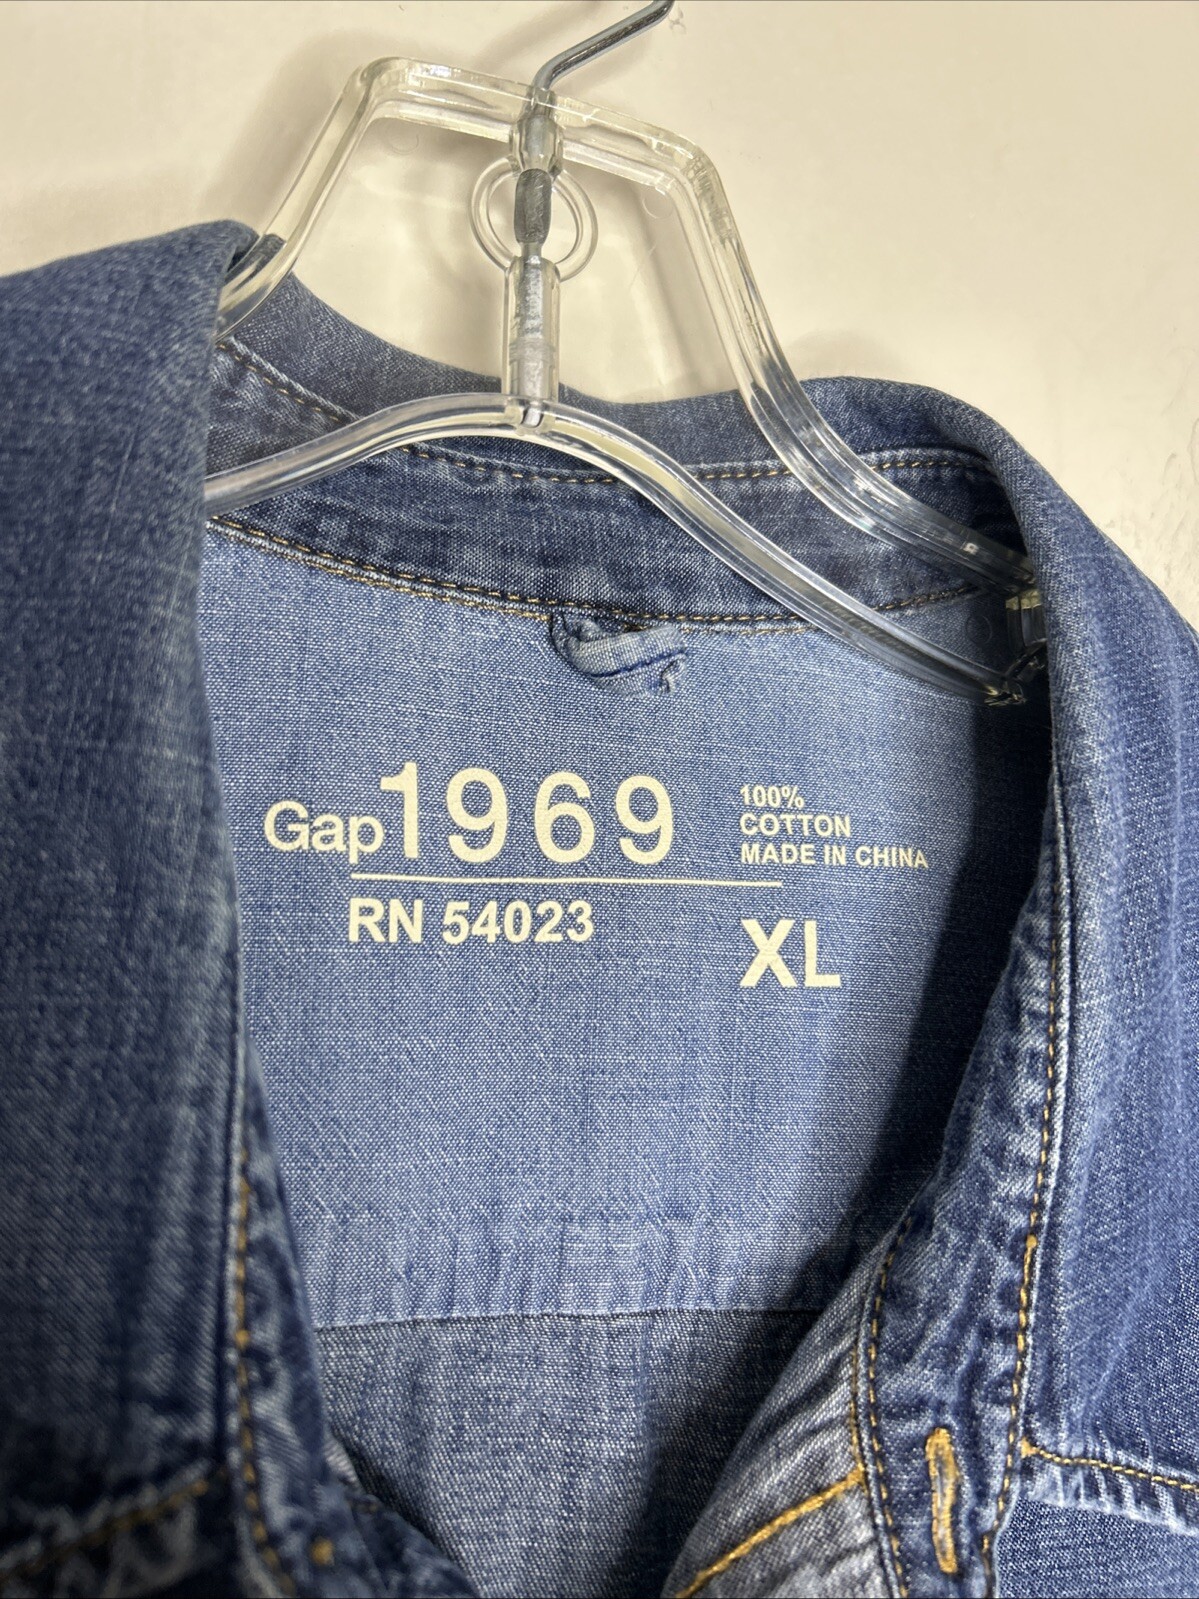 Gap1969
RN 54023
100%
COTTON
MADE IN CHINA
XL